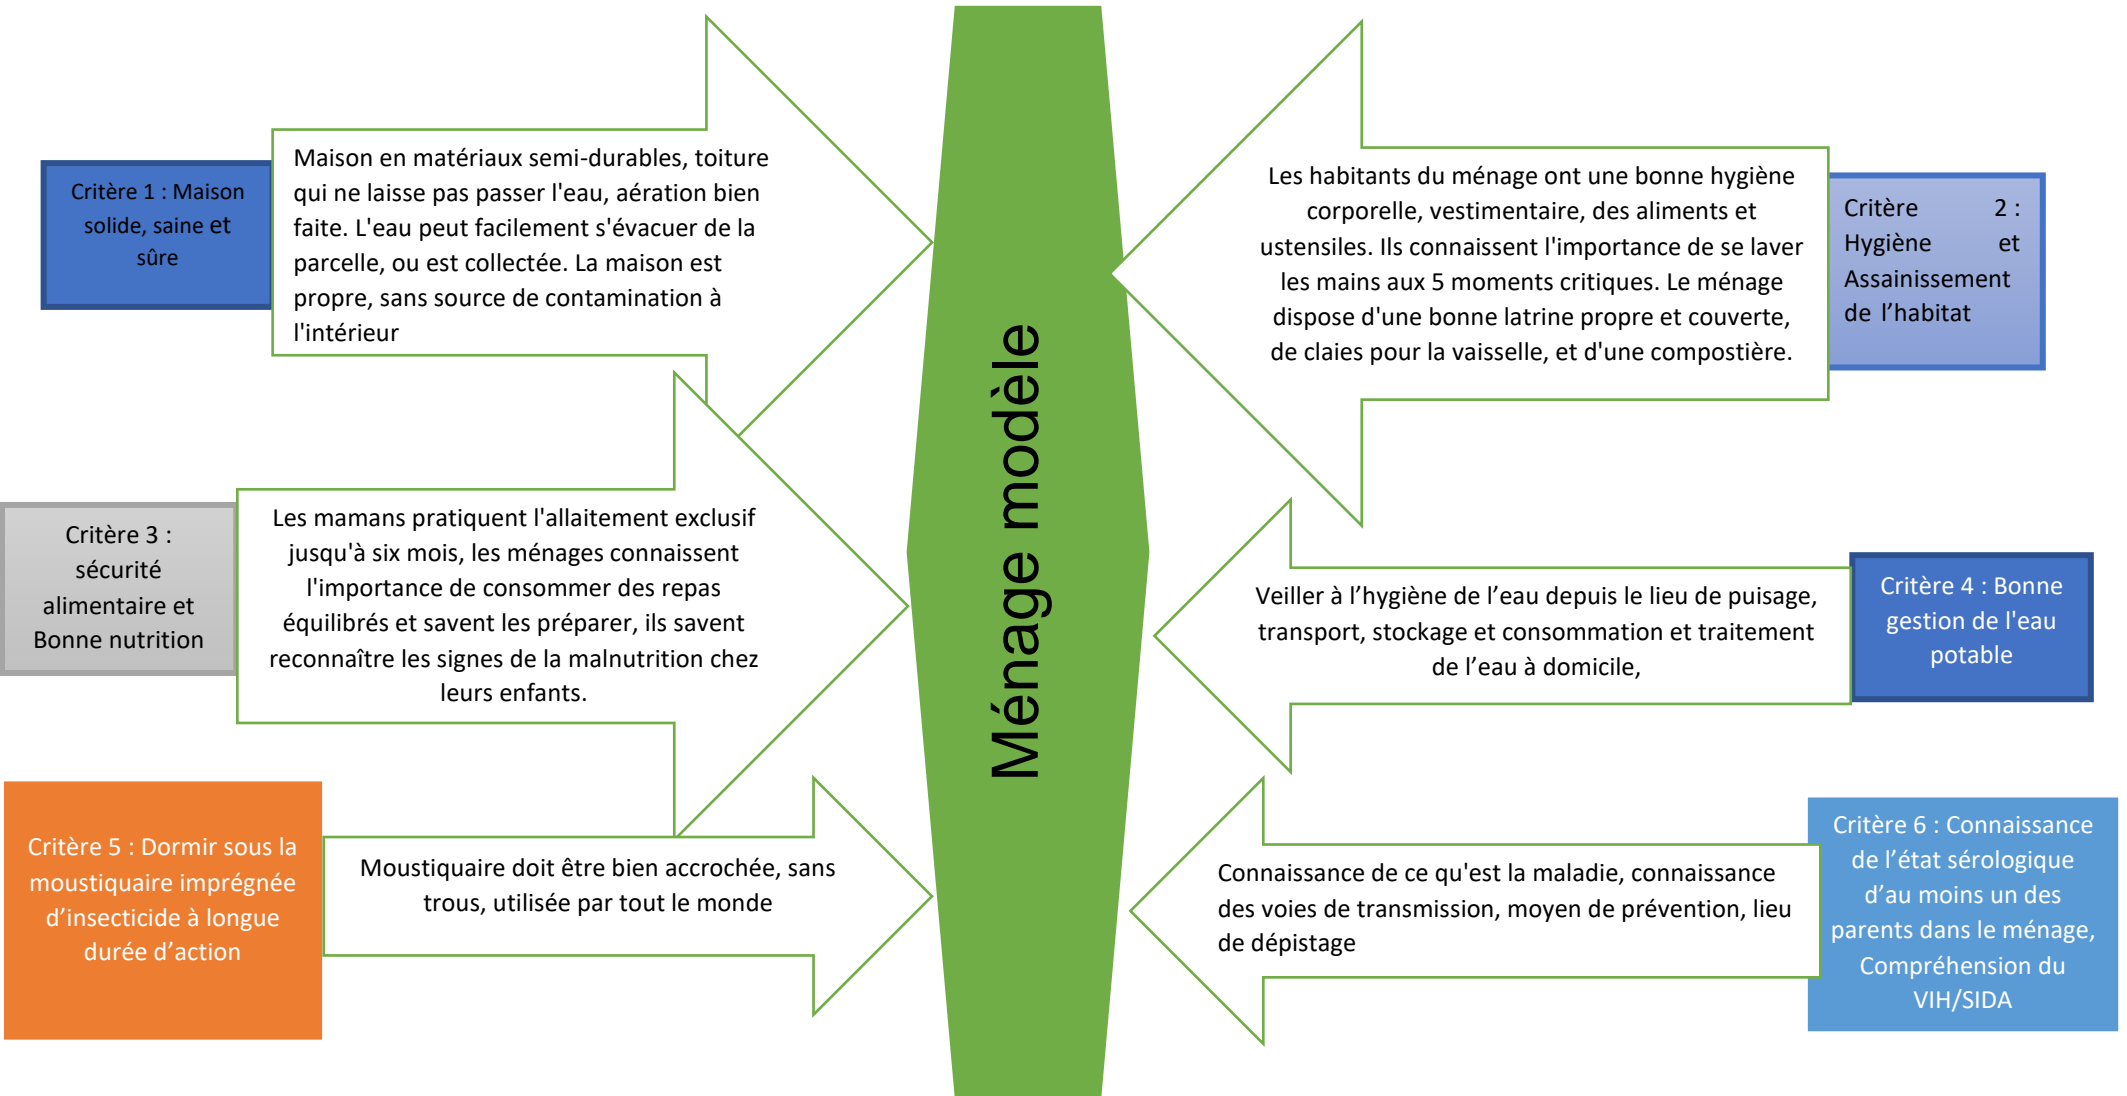 Critère 1 : Maison
solide, saine et
sûre
Maison en matériaux semi-durables, toiture
qui ne laisse pas passer l'eau, aération bien
faite. L'eau peut facilement s'évacuer de la
parcelle, ou est collectée. La maison est
propre, sans source de contamination à
l'intérieur
Les habitants du ménage ont une bonne hygiène
corporelle, vestimentaire, des aliments et
ustensiles. Ils connaissent l'importance de se laver
les mains aux 5 moments critiques. Le ménage
dispose d'une bonne latrine propre et couverte,
de claies pour la vaisselle, et d'une compostière.
Critère 2 :
Hygiène et
Assainissement
de l’habitat
Ménage modèle
Critère 3 :
sécurité
alimentaire et
Bonne nutrition
Les mamans pratiquent l'allaitement exclusif
jusqu'à six mois, les ménages connaissent
l'importance de consommer des repas
équilibrés et savent les préparer, ils savent
reconnaître les signes de la malnutrition chez
leurs enfants.
Veiller à l’hygiène de l’eau depuis le lieu de puisage,
transport, stockage et consommation et traitement
de l’eau à domicile,
Critère 4 : Bonne
gestion de l'eau
potable
Critère 5 : Dormir sous la
moustiquaire imprégnée
d’insecticide à longue
durée d’action
Moustiquaire doit être bien accrochée, sans
trous, utilisée par tout le monde
Connaissance de ce qu'est la maladie, connaissance
des voies de transmission, moyen de prévention, lieu
de dépistage
Critère 6 : Connaissance
de l’état sérologique
d’au moins un des
parents dans le ménage,
Compréhension du
VIH/SIDA